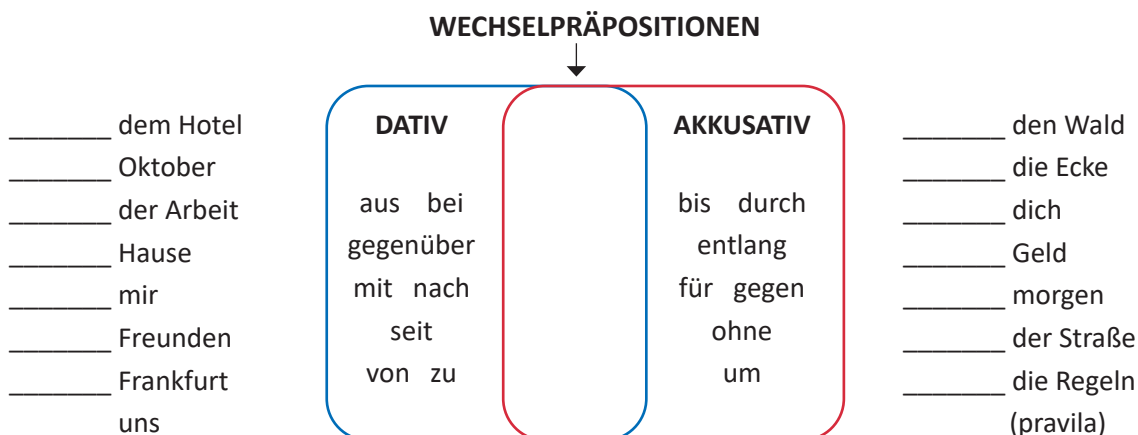 WECHSELPRÄPOSITIONEN
_______ dem Hotel
_______ Oktober
_______ der Arbeit
_______ Hause
_______ mir
_______ Freunden
_______ Frankfurt
uns
DATIV
aus bei
gegenüber
mit nach
seit
von zu
AKKUSATIV
bis durch
entlang
für gegen
ohne
um
_______ den Wald
_______ die Ecke
_______ dich
_______ Geld
_______ morgen
_______ der Straße
_______ die Regeln
(pravila)